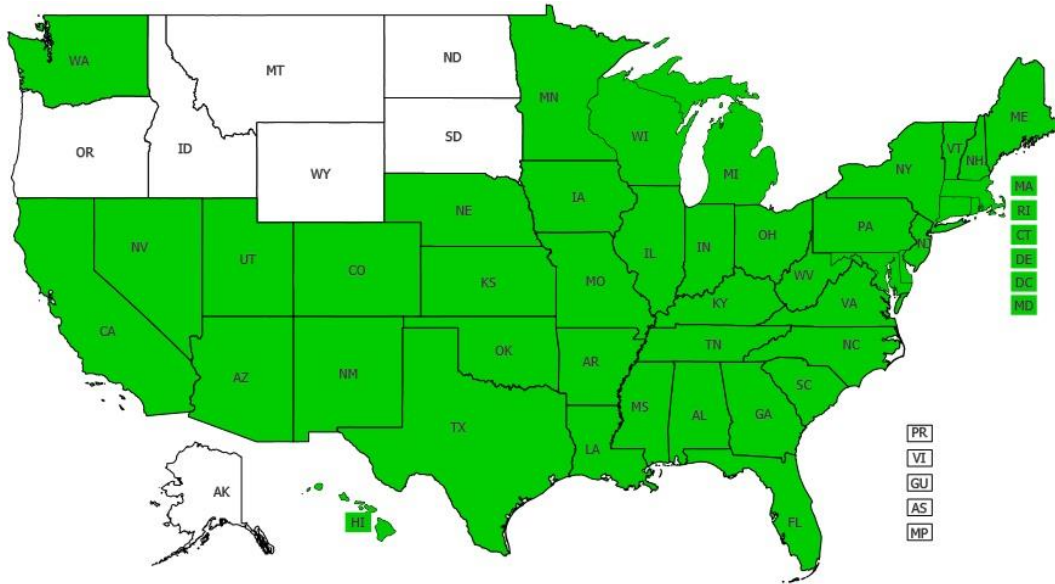 WA
MT
ND
MN
ME
OR
ID
SD
WI
VT
NH
NY
WY
MI
MA
IA
RI
NE
PA
CT
NV
OH
NJ
UT
IL
IN
DE
CO
KS
MO
WV
DC
VA
MD
KY
CA
TN
NC
OK
AR
AZ
NM
SC
MS
AL
GA
TX
PR
LA
VI
AK
GU
HI
FL
AS
MP